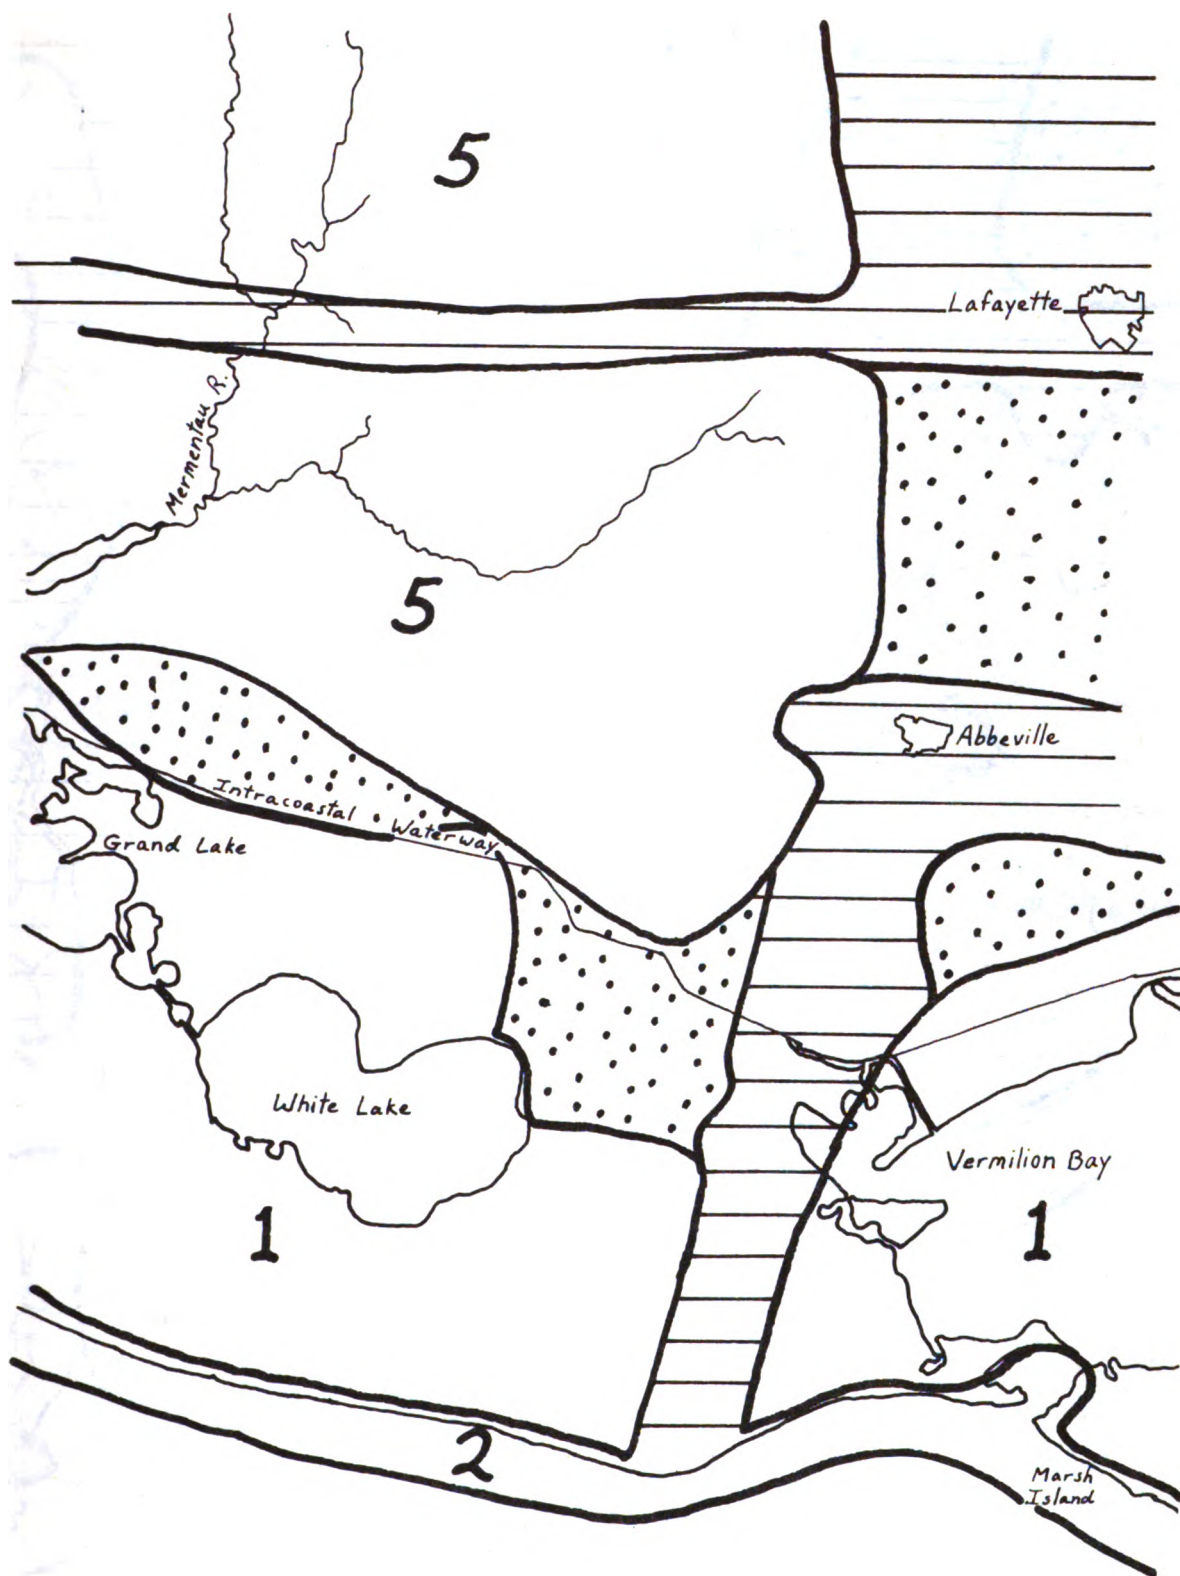 5
Lafayette
Mermentau R.
5
Abbeville
Intracoastal
Waterway
Grand Lake
White Lake
Vermilion Bay
1
1
2
Marsh
Island